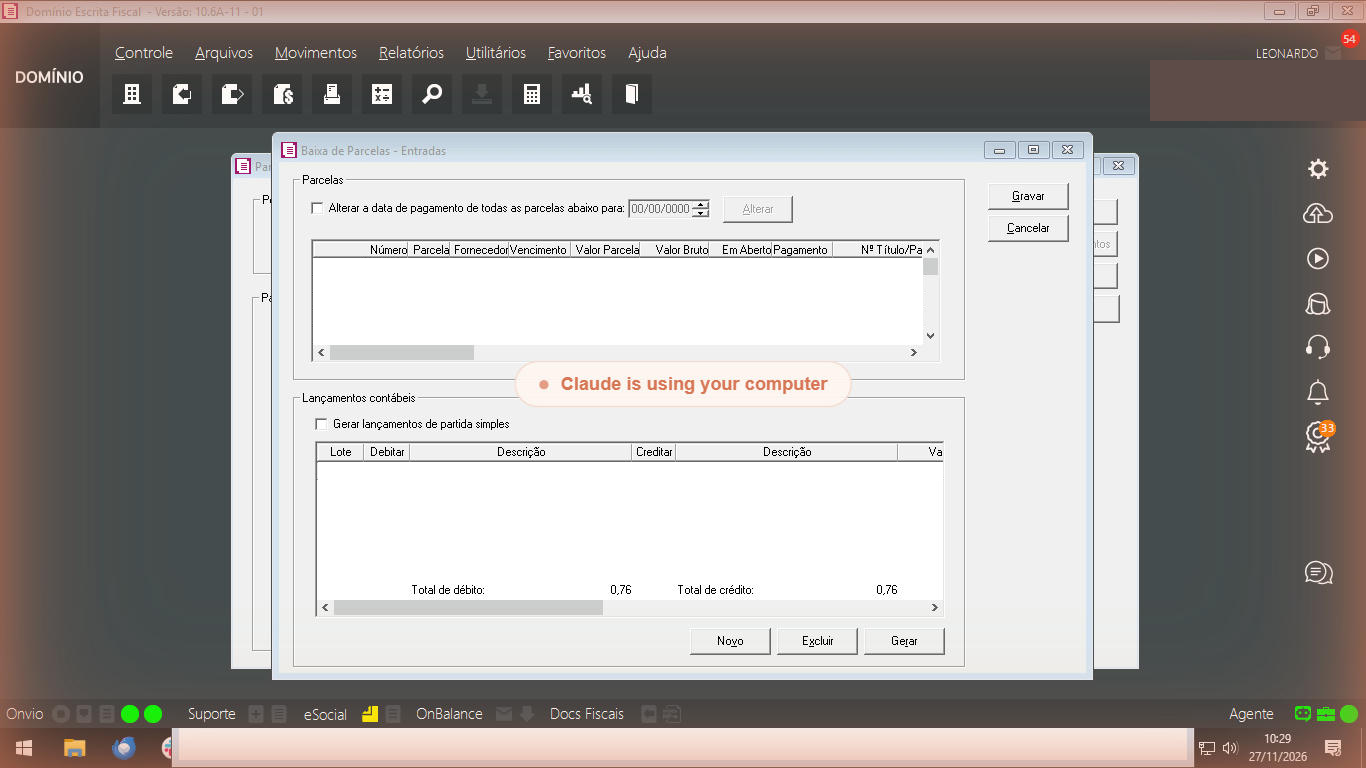 Domínio Escrita Fiscal - Versão: 10.6A-11 - 01
DOMÍNIO
Controle Arquivos Movimentos Relatórios Utilitários Favoritos Ajuda
LEONARDO
54
Baixa de Parcelas - Entradas
Parcelas
Alterar a data de pagamento de todas as parcelas abaixo para: 00/00/0000 Alterar
Gravar
Cancelar
Número Parcela Fornecedor Vencimento Valor Parcela Valor Bruto Em Aberto Pagamento Nº Título/Pa
Claude is using your computer
Lançamentos contábeis
Gerar lançamentos de partida simples
Lote Debitar Descrição Creditar Descrição Va
Total de débito: 0,76 Total de crédito: 0,76
Novo Excluir Gerar
33
Onvio Suporte eSocial OnBalance Docs Fiscais Agente
10:29
27/11/2026